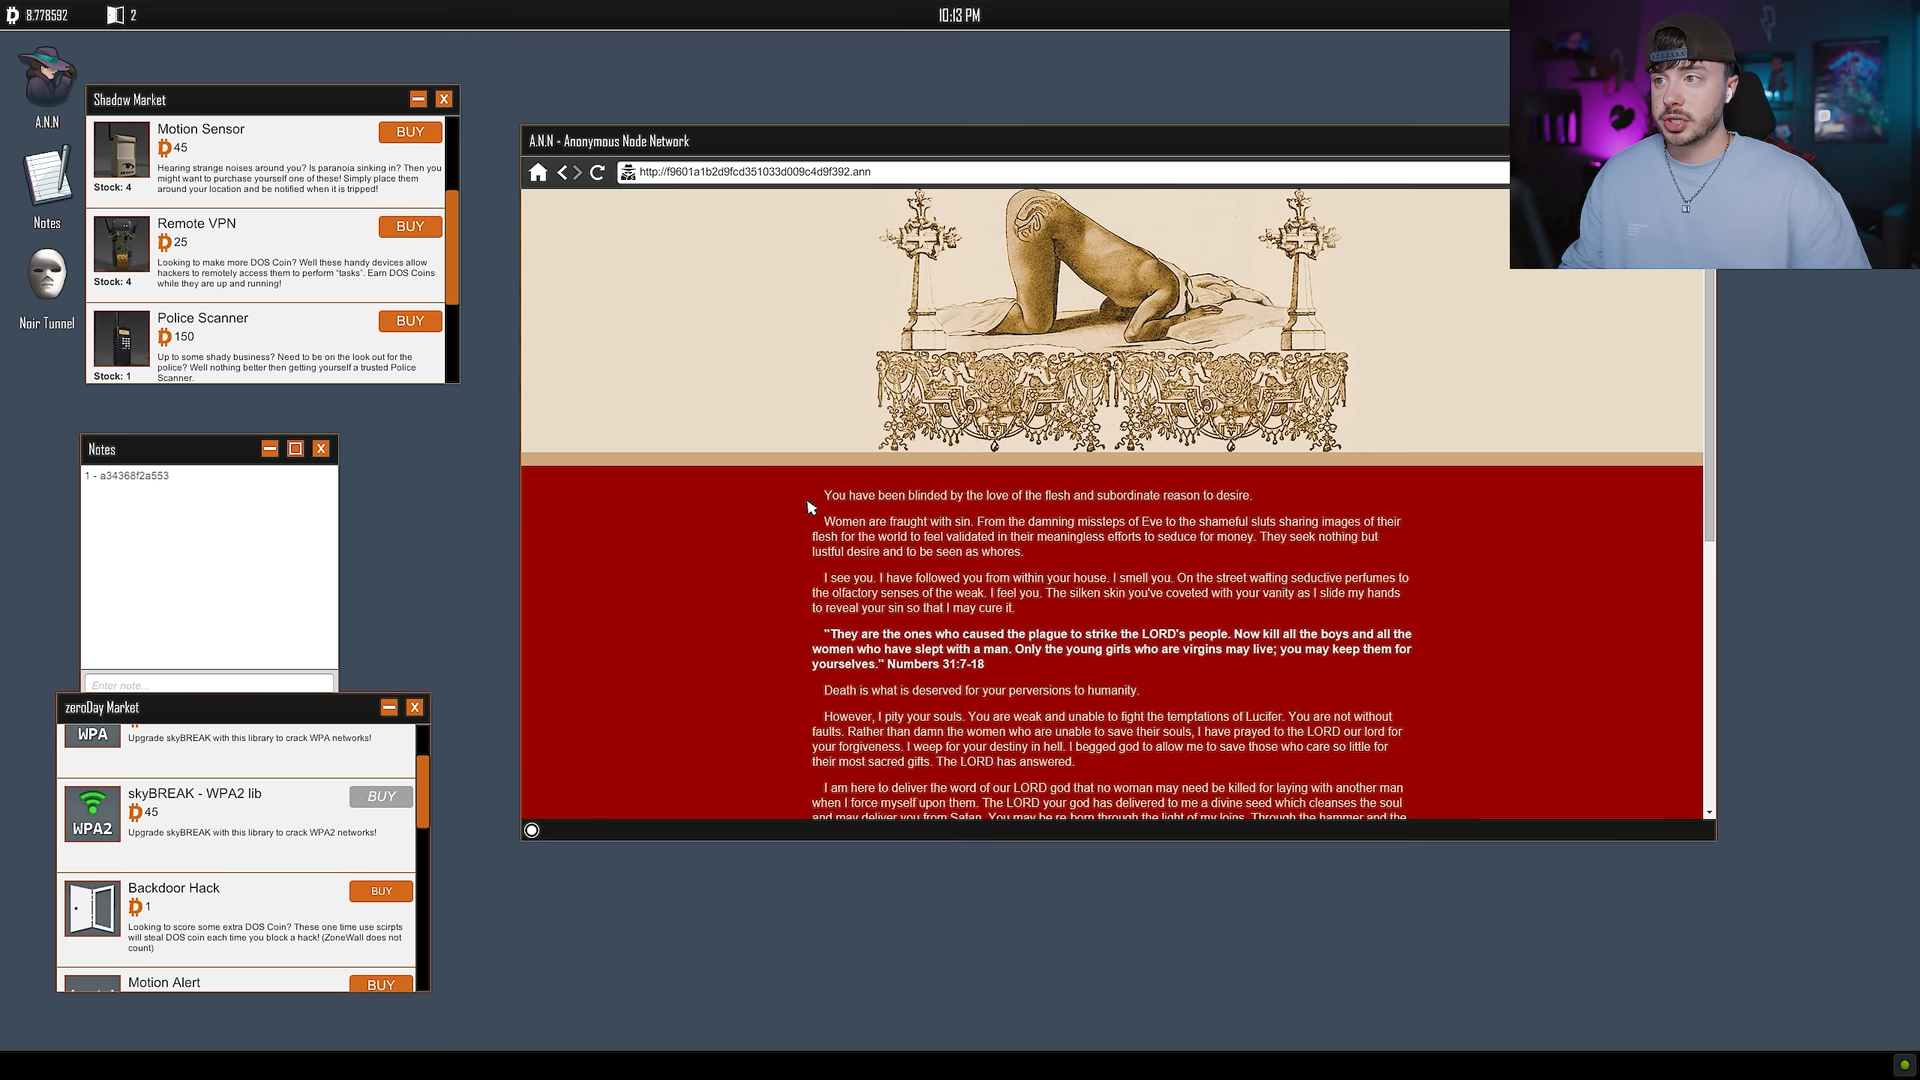 8.778592
2
10:13 PM
A.N.N
Notes
Noir Tunnel
Shadow Market
Motion Sensor
45
BUY
Hearing strange noises around you? Is paranoia sinking in? Then you
might want to purchase yourself one of these! Simply place them
around your location and be notified when it is tripped!
Stock: 4
Remote VPN
25
BUY
Looking to make more DOS Coin? Well these handy devices allow
hackers to remotely access them to perform "tasks". Earn DOS Coins
while they are up and running!
Stock: 4
Police Scanner
150
BUY
Up to some shady business? Need to be on the look out for the
police? Well nothing better then getting yourself a trusted Police
Scanner.
Stock: 1
Notes
1 - a34368f2a553
Enter note...
zeroDay Market
WPA
Upgrade skyBREAK with this library to crack WPA networks!
skyBREAK - WPA2 lib
45
BUY
WPA2
Upgrade skyBREAK with this library to crack WPA2 networks!
Backdoor Hack
1
BUY
Looking to score some extra DOS Coin? These one time use scirpts
will steal DOS coin each time you block a hack! (ZoneWall does not
count)
Motion Alert
BUY
A.N.N - Anonymous Node Network
http://f9601a1b2d9fcd351033d009c4d9f392.ann
You have been blinded by the love of the flesh and subordinate reason to desire.
Women are fraught with sin. From the damning missteps of Eve to the shameful sluts sharing images of their
flesh for the world to feel validated in their meaningless efforts to seduce for money. They seek nothing but
lustful desire and to be seen as whores.
I see you. I have followed you from within your house. I smell you. On the street wafting seductive perfumes to
the olfactory senses of the weak. I feel you. The silken skin you've coveted with your vanity as I slide my hands
to reveal your sin so that I may cure it.
"They are the ones who caused the plague to strike the LORD's people. Now kill all the boys and all the
women who have slept with a man. Only the young girls who are virgins may live; you may keep them for
yourselves." Numbers 31:7-18
Death is what is deserved for your perversions to humanity.
However, I pity your souls. You are weak and unable to fight the temptations of Lucifer. You are not without
faults. Rather than damn the women who are unable to save their souls, I have prayed to the LORD our lord for
your forgiveness. I weep for your destiny in hell. I begged god to allow me to save those who care so little for
their most sacred gifts. The LORD has answered.
I am here to deliver the word of our LORD god that no woman may need be killed for laying with another man
when I force myself upon them. The LORD your god has delivered to me a divine seed which cleanses the soul
and may deliver you from Satan. You may be re born through the light of my loins. Through the hammer and the